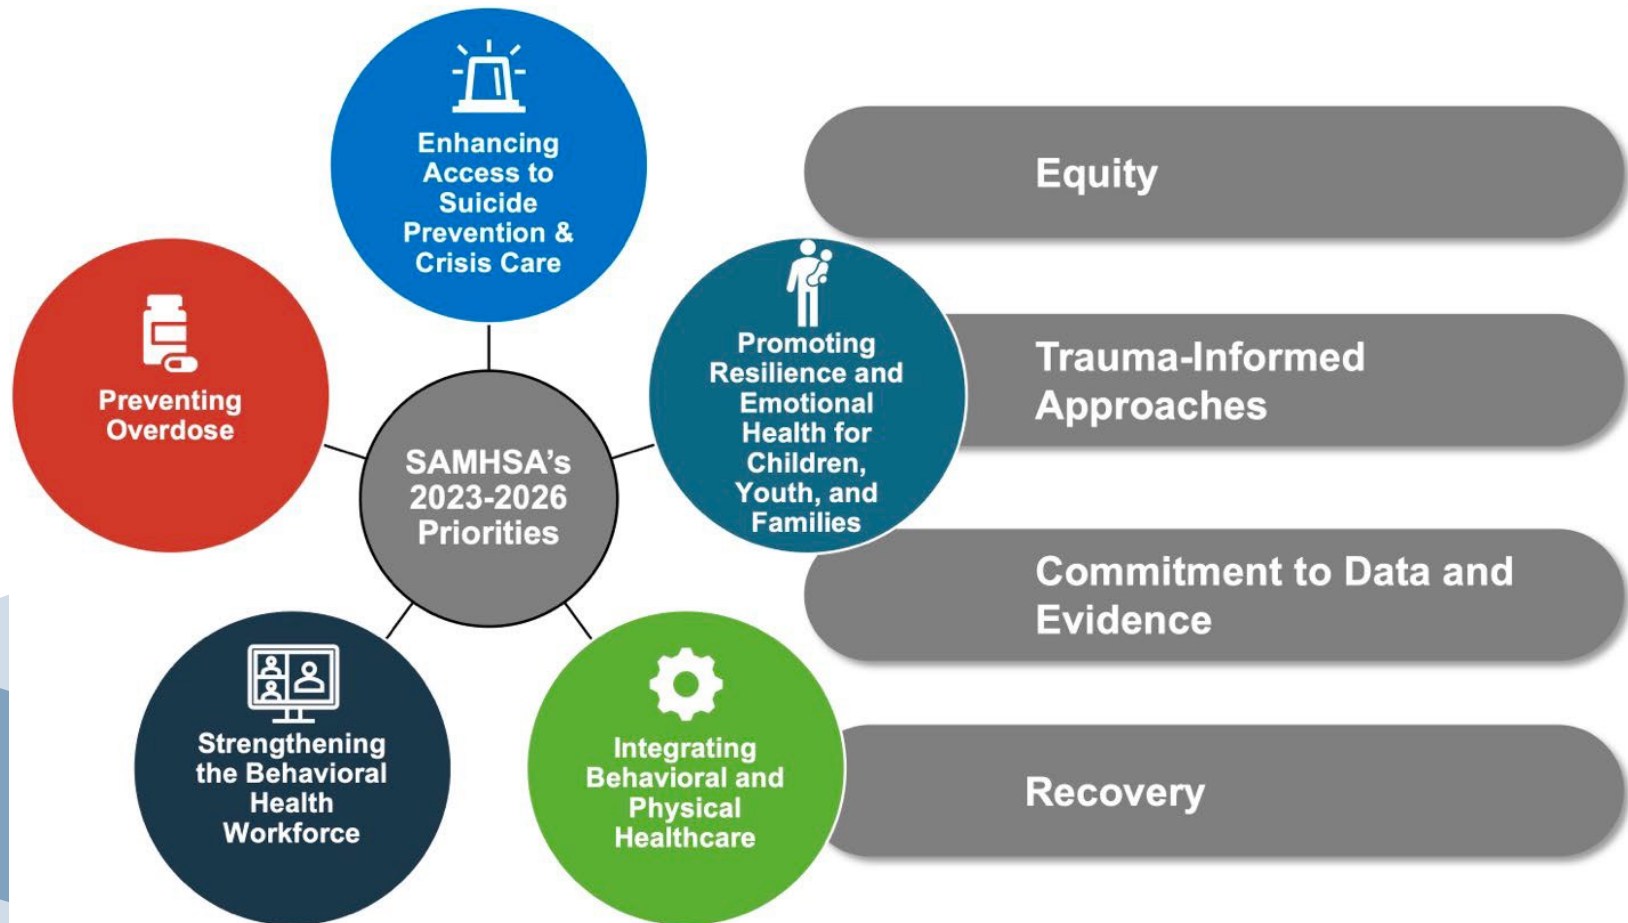 Enhancing
Access to
Suicide
Prevention &
Crisis Care
Preventing
Overdose
SAMHSA’s
2023-2026
Priorities
Promoting
Resilience and
Emotional
Health for
Children,
Youth, and
Families
Strengthening
the Behavioral
Health
Workforce
Integrating
Behavioral and
Physical
Healthcare
Equity
Trauma-Informed
Approaches
Commitment to Data and
Evidence
Recovery